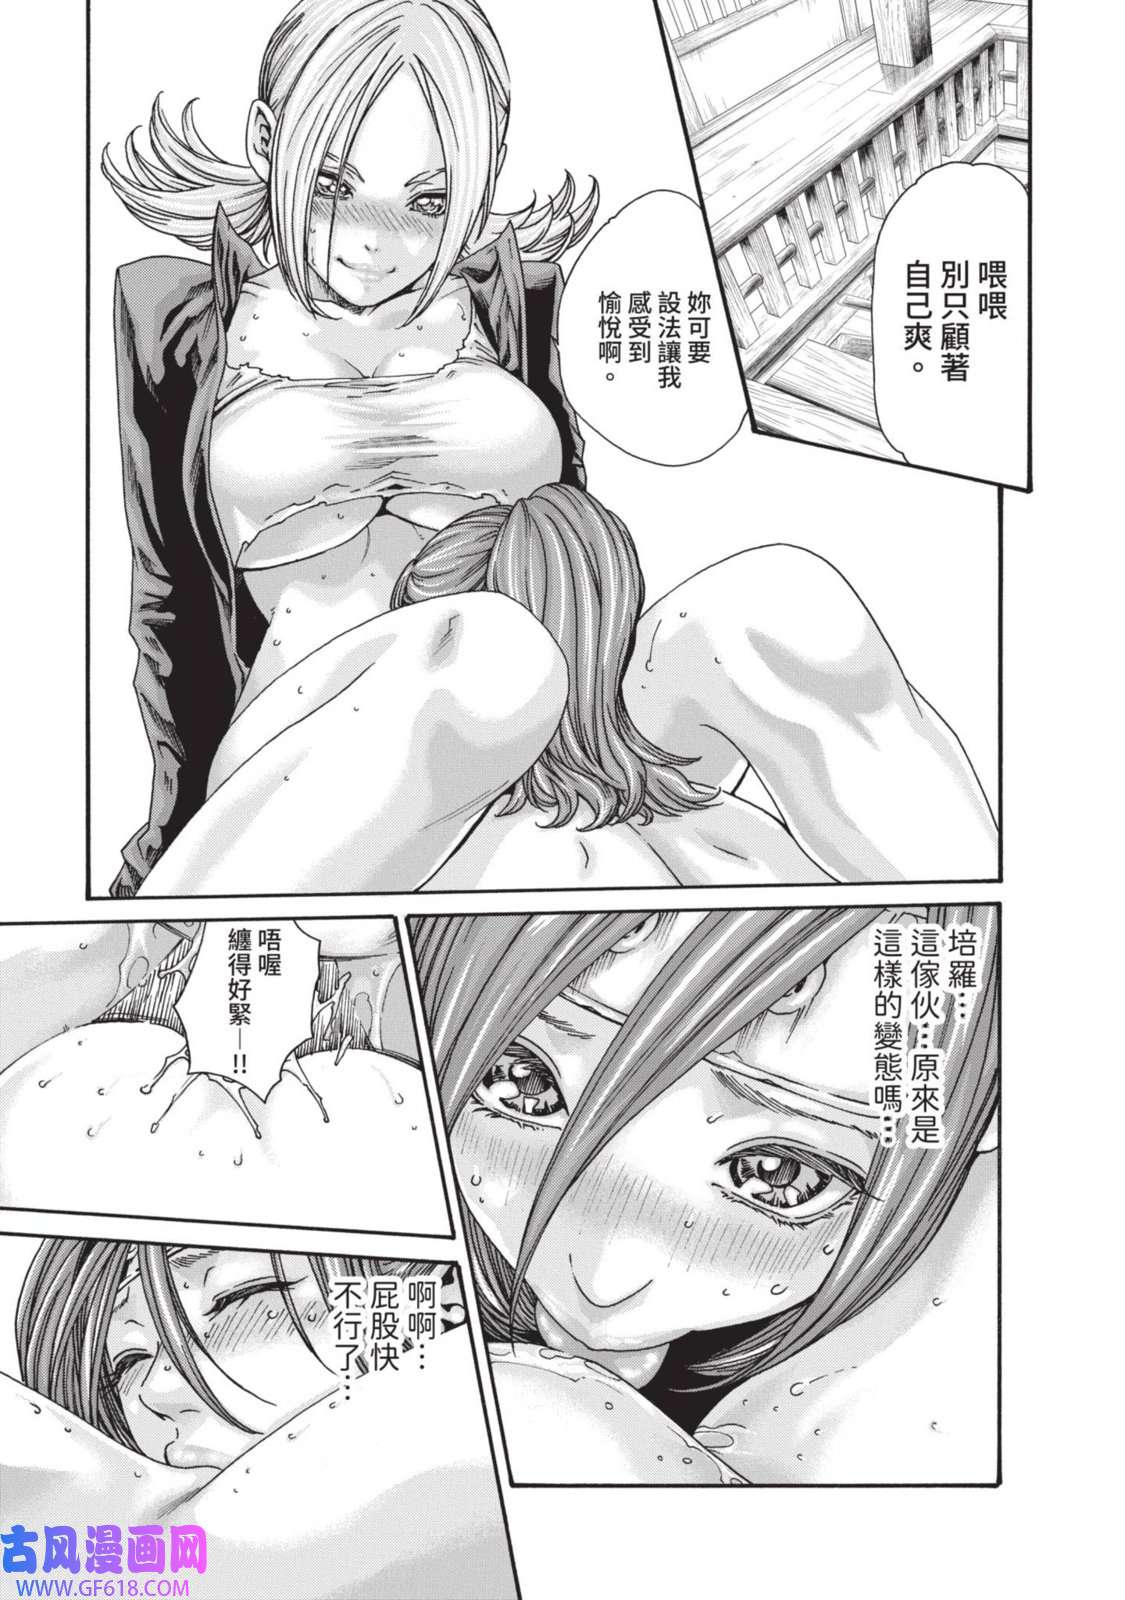 喂喂
別只顧著
自己爽。
妳可要
設法讓我
感受到
愉悅啊。
培羅…
這傢伙…原來是
這樣的變態嗎…
唔喔
纏得好緊—!!
啊啊…
屁股快
不行了…
古风漫画网
WWW.GF618.COM